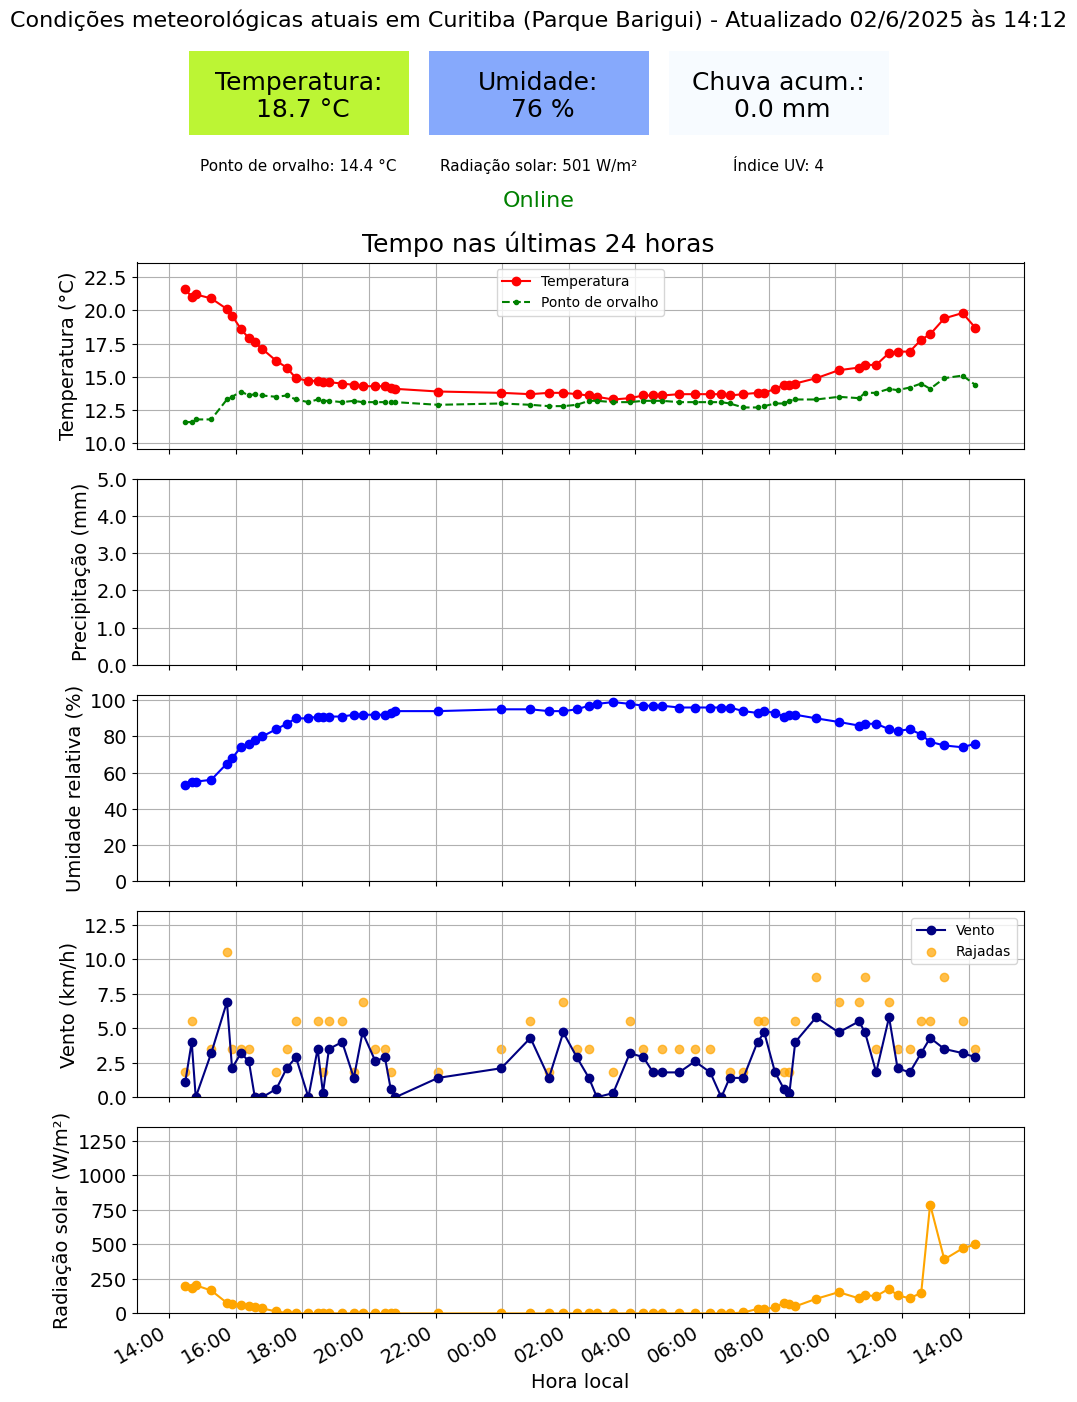 Condições meteorológicas atuais em Curitiba (Parque Barigui) - Atualizado 02/6/2025 às 14:12
Temperatura:
18.7 °C
Umidade:
76 %
Chuva acum.:
0.0 mm
Ponto de orvalho: 14.4 °C
Radiação solar: 501 W/m²
Índice UV: 4
Online
Tempo nas últimas 24 horas
Temperatura (°C)
22.5
20.0
17.5
15.0
12.5
10.0
Temperatura
Ponto de orvalho
Precipitação (mm)
5.0
4.0
3.0
2.0
1.0
0.0
Umidade relativa (%)
100
80
60
40
20
0
Vento (km/h)
12.5
10.0
7.5
5.0
2.5
0.0
Vento
Rajadas
Radiação solar (W/m²)
1250
1000
750
500
250
0
14:00
16:00
18:00
20:00
22:00
00:00
02:00
04:00
06:00
08:00
10:00
12:00
14:00
Hora local